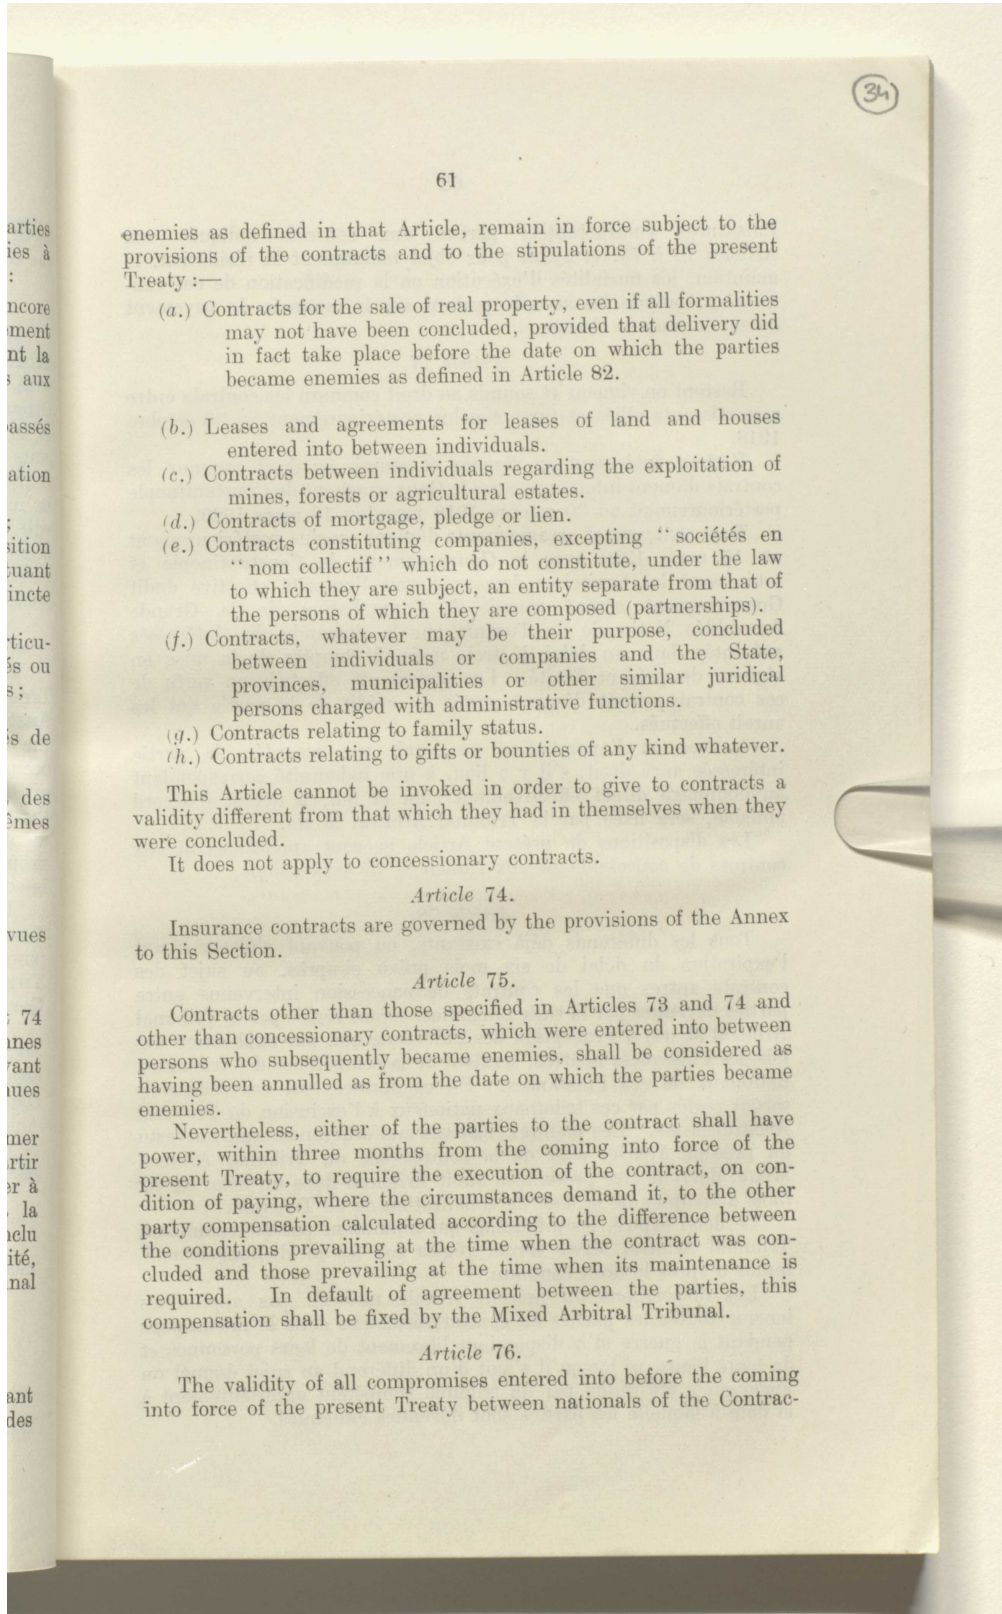 34
61
enemies as defined in that Article, remain in force subject to the
provisions of the contracts and to the stipulations of the present
Treaty :—
(a.) Contracts for the sale of real property, even if all formalities
may not have been concluded, provided that delivery did
in fact take place before the date on which the parties
became enemies as defined in Article 82.
(b.) Leases and agreements for leases of land and houses
entered into between individuals.
(c.) Contracts between individuals regarding the exploitation of
mines, forests or agricultural estates.
(d.) Contracts of mortgage, pledge or lien.
(e.) Contracts constituting companies, excepting “ sociétés en
“ nom collectif ” which do not constitute, under the law
to which they are subject, an entity separate from that of
the persons of which they are composed (partnerships).
(f.) Contracts, whatever may be their purpose, concluded
between individuals or companies and the State,
provinces, municipalities or other similar juridical
persons charged with administrative functions.
(g.) Contracts relating to family status.
(h.) Contracts relating to gifts or bounties of any kind whatever.
This Article cannot be invoked in order to give to contracts a
validity different from that which they had in themselves when they
were concluded.
It does not apply to concessionary contracts.
Article 74.
Insurance contracts are governed by the provisions of the Annex
to this Section.
Article 75.
Contracts other than those specified in Articles 73 and 74 and
other than concessionary contracts, which were entered into between
persons who subsequently became enemies, shall be considered as
having been annulled as from the date on which the parties became
enemies.
Nevertheless, either of the parties to the contract shall have
power, within three months from the coming into force of the
present Treaty, to require the execution of the contract, on con-
dition of paying, where the circumstances demand it, to the other
party compensation calculated according to the difference between
the conditions prevailing at the time when the contract was con-
cluded and those prevailing at the time when its maintenance is
required. In default of agreement between the parties, this
compensation shall be fixed by the Mixed Arbitral Tribunal.
Article 76.
The validity of all compromises entered into before the coming
into force of the present Treaty between nationals of the Contrac-